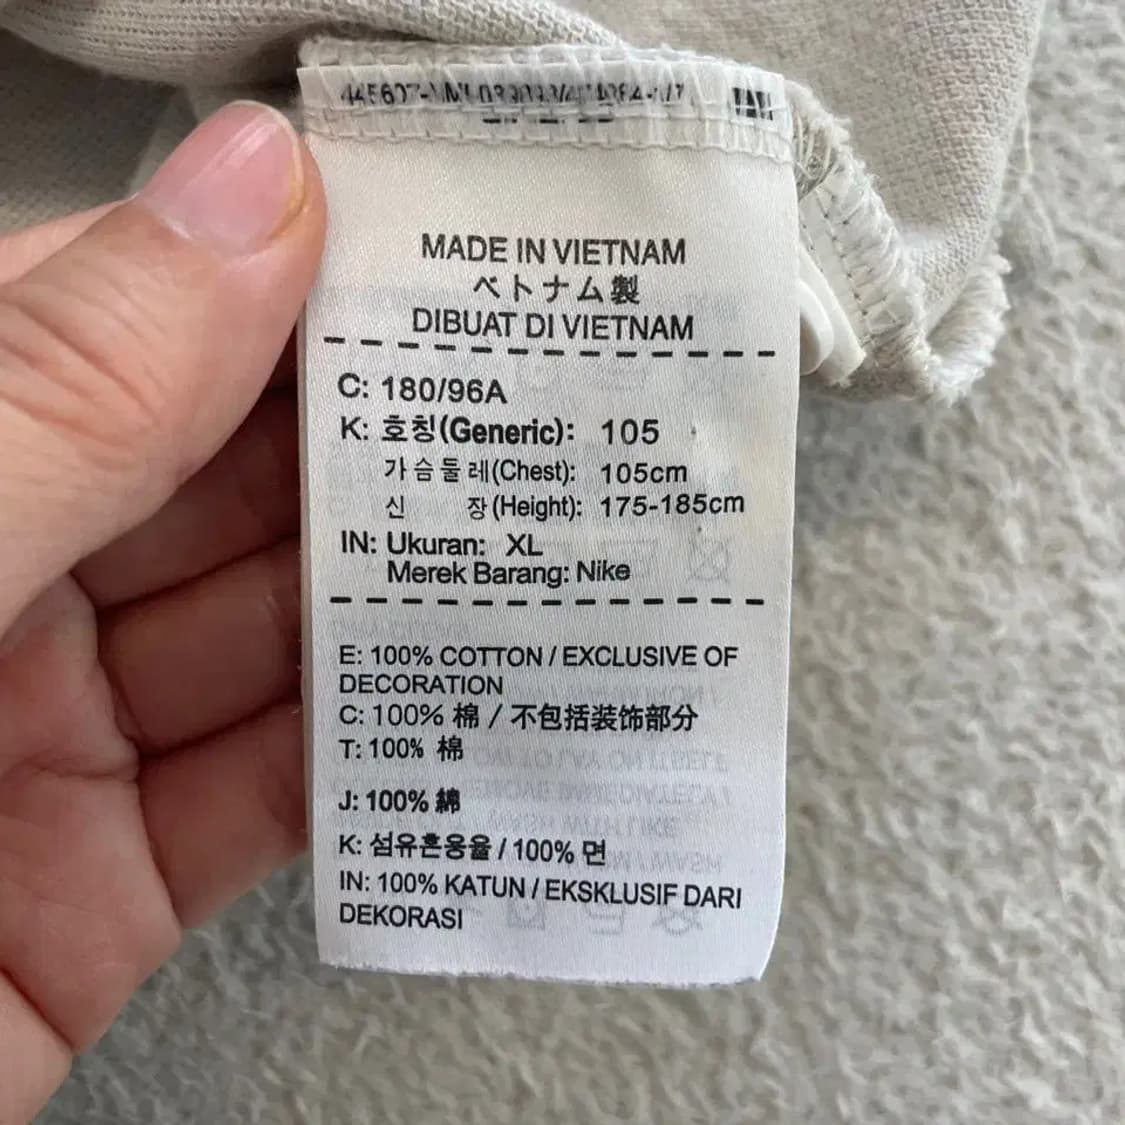 MADE IN VIETNAM
ベトナム製
DIBUAT DI VIETNAM
C: 180/96A
K: 호칭(Generic): 105
가슴둘레(Chest): 105cm
신 장(Height): 175-185cm
IN: Ukuran: XL
Merek Barang: Nike
E: 100% COTTON / EXCLUSIVE OF
DECORATION
C: 100% 棉 / 不包括装饰部分
T: 100% 棉
J: 100% 綿
K: 섬유혼용율 / 100% 면
IN: 100% KATUN / EKSKLUSIF DARI
DEKORASI